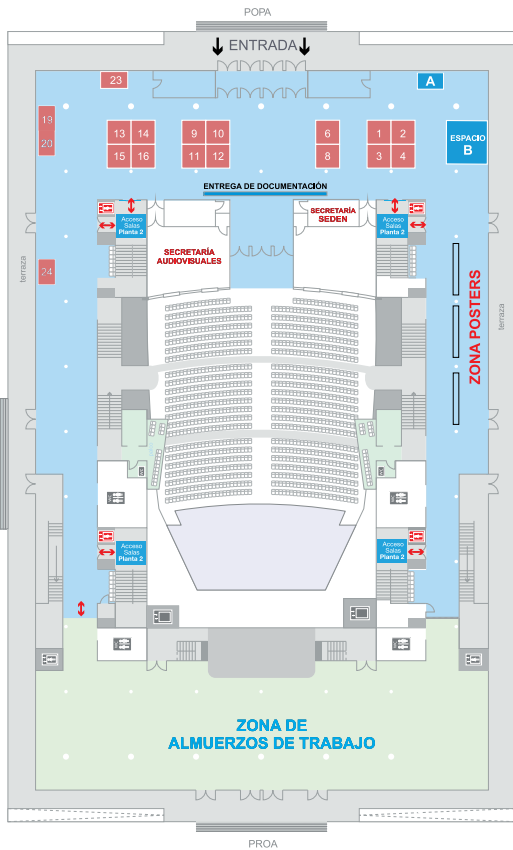 POPA
ENTRADA
23
A
19
20
13 14
15 16
9 10
11 12
6
8
1 2
3 4
ESPACIO
B
ENTREGA DE DOCUMENTACIÓN
Acceso
Salas
Planta 2
SECRETARÍA
SEDEN
Acceso
Salas
Planta 2
SECRETARÍA
AUDIOVISUALES
terraza
24
ZONA POSTERS
terraza
Acceso
Salas
Planta 2
Acceso
Salas
Planta 2
ZONA DE
ALMUERZOS DE TRABAJO
PROA